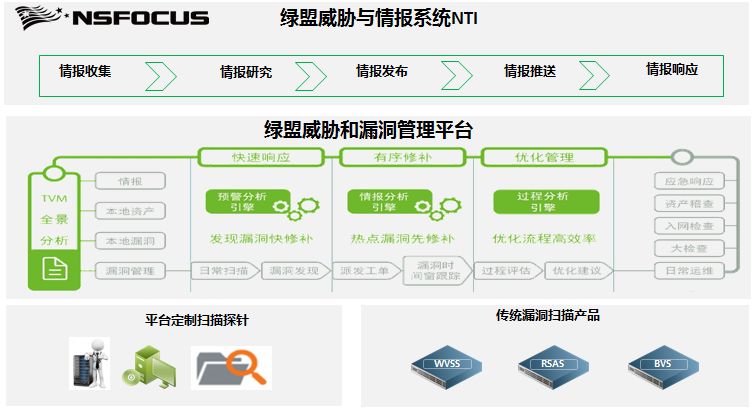 NSFOCUS
绿盟威胁与情报系统NTI
情报收集
情报研究
情报发布
情报推送
情报响应
绿盟威胁和漏洞管理平台
快速响应
有序修补
优化管理
TVM
全景
分析
情报
本地资产
本地漏洞
漏洞管理
预警分析
引擎
发现漏洞快修补
日常扫描
漏洞发现
情报分析
引擎
热点漏洞先修补
派发工单
漏洞时
间窗跟踪
过程分析
引擎
优化流程高效率
过程评估
优化建议
应急响应
资产稽查
入网检查
大检查
日常运维
平台定制扫描探针
传统漏洞扫描产品
WVSS
RSAS
BVS